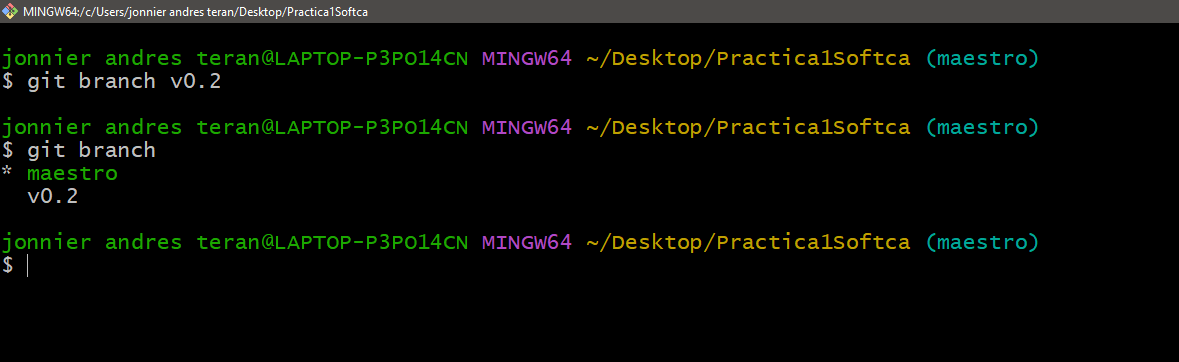 MINGW64:/c/Users/jonnier andres teran/Desktop/Practica1Softca
jonnier andres teran@LAPTOP-P3PO14CN MINGW64 ~/Desktop/Practica1Softca (maestro)
$ git branch v0.2
jonnier andres teran@LAPTOP-P3PO14CN MINGW64 ~/Desktop/Practica1Softca (maestro)
$ git branch
* maestro
  v0.2
jonnier andres teran@LAPTOP-P3PO14CN MINGW64 ~/Desktop/Practica1Softca (maestro)
$